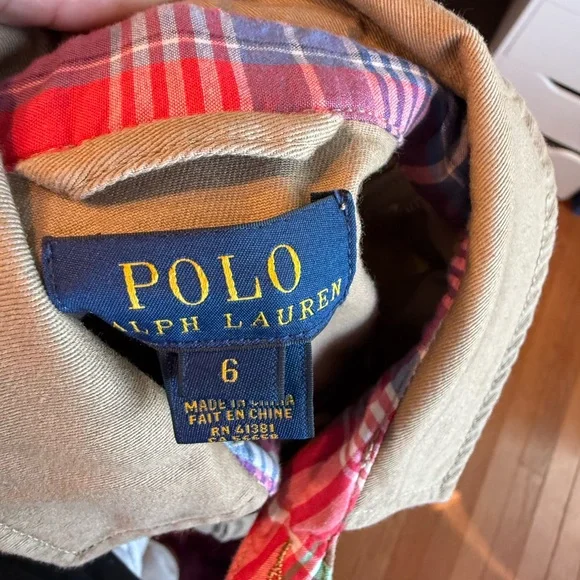 POLO
RALPH LAUREN
6
MADE IN CHINA
FAIT EN CHINE
RN 41381